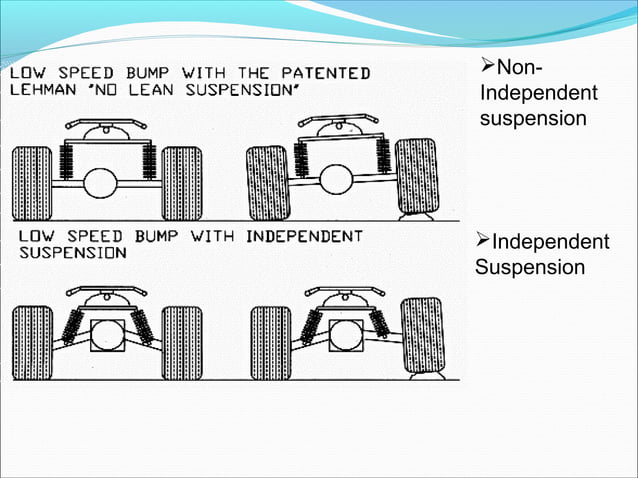 LOW SPEED BUMP WITH THE PATENTED
LEHMAN "NO LEAN SUSPENSION"
➢Non-
Independent
suspension
LOW SPEED BUMP WITH INDEPENDENT
SUSPENSION
➢Independent
Suspension